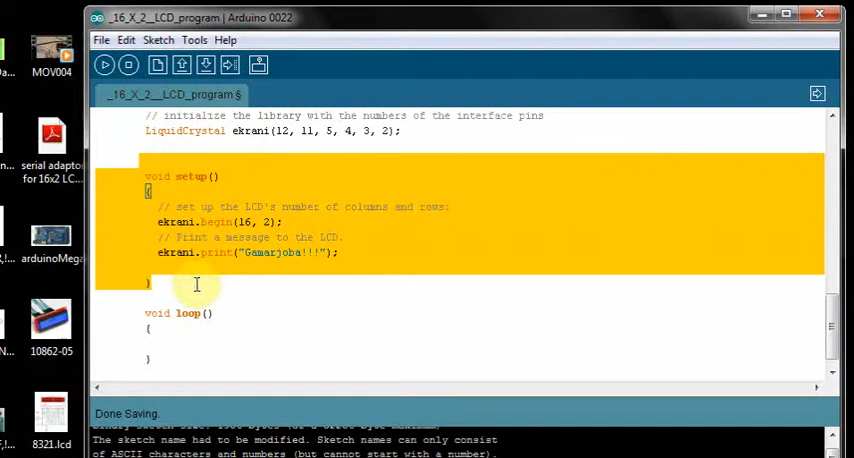 _16_X_2__LCD_program | Arduino 0022
File Edit Sketch Tools Help
_16_X_2__LCD_program §
// initialize the library with the numbers of the interface pins
LiquidCrystal ekrani(12, 11, 5, 4, 3, 2);
void setup()
{
// set up the LCD's number of columns and rows:
ekrani.begin(16, 2);
// Print a message to the LCD.
ekrani.print("Gamarjoba!!!");
}
void loop()
{
}
Done Saving.
The sketch name had to be modified. Sketch names can only consist
of ASCII characters and numbers (but cannot start with a number).
MOV004
serial adaptor
for 16x2 LC...
arduinoMega
10862-05
8321.lcd